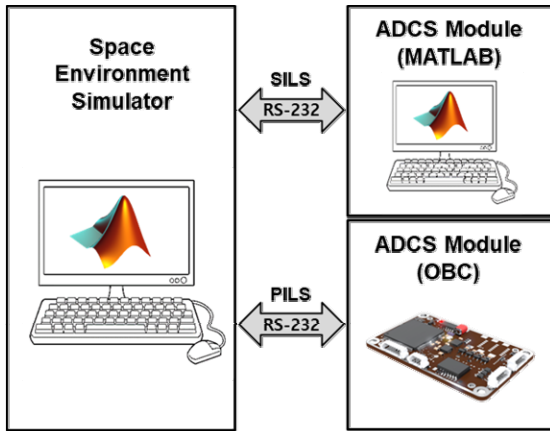 Space
Environment
Simulator
SILS
RS-232
ADCS Module
(MATLAB)
PILS
RS-232
ADCS Module
(OBC)